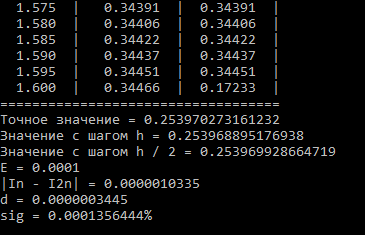 1.575 | 0.34391 | 0.34391 |
1.580 | 0.34406 | 0.34406 |
1.585 | 0.34422 | 0.34422 |
1.590 | 0.34437 | 0.34437 |
1.595 | 0.34451 | 0.34451 |
1.600 | 0.34466 | 0.17233 |
===================================
Точное значение = 0.253970273161232
Значение с шагом h = 0.253968895176938
Значение с шагом h / 2 = 0.253969928664719
E = 0.0001
|In - I2n| = 0.0000010335
d = 0.0000003445
sig = 0.0001356444%